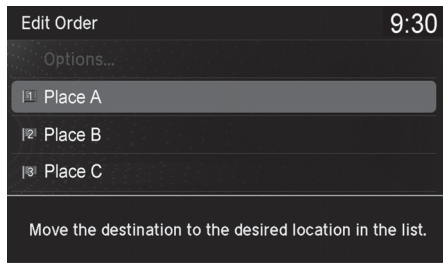 Edit Order 9:30
Options...
1 Place A
2 Place B
3 Place C
Move the destination to the desired location in the list.